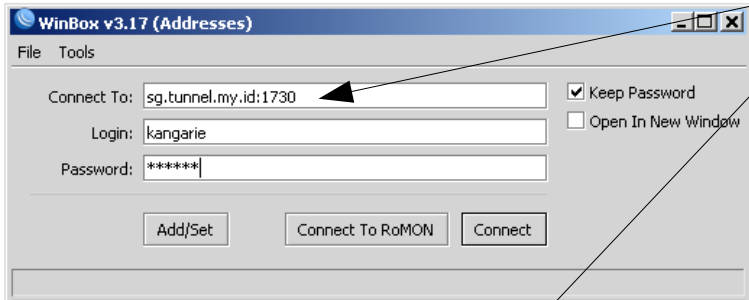 WinBox v3.17 (Addresses)
File Tools
Connect To: sg.tunnel.my.id:1730
Keep Password
Login: kangarie
Open In New Window
Password: ******
Add/Set Connect To RoMON Connect